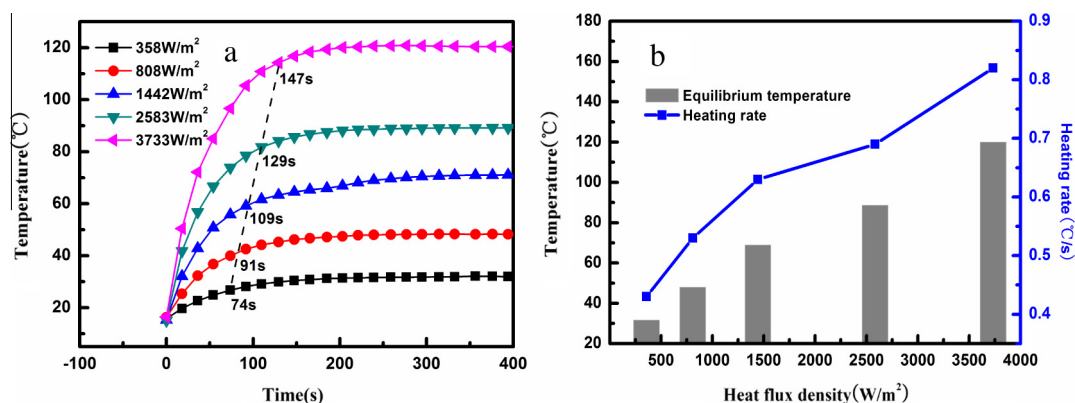 a
358W/m²
808W/m²
1442W/m²
2583W/m²
3733W/m²
147s
129s
109s
91s
74s
120
100
80
60
40
20
Temperature(℃)
-100
0
100
200
300
400
Time(s)
b
Equilibrium temperature
Heating rate
180
160
140
120
100
80
60
40
20
Temperature(℃)
0.9
0.8
0.7
0.6
0.5
0.4
Heating rate (℃/s)
500
1000
1500
2000
2500
3000
3500
4000
Heat flux density(W/m²)